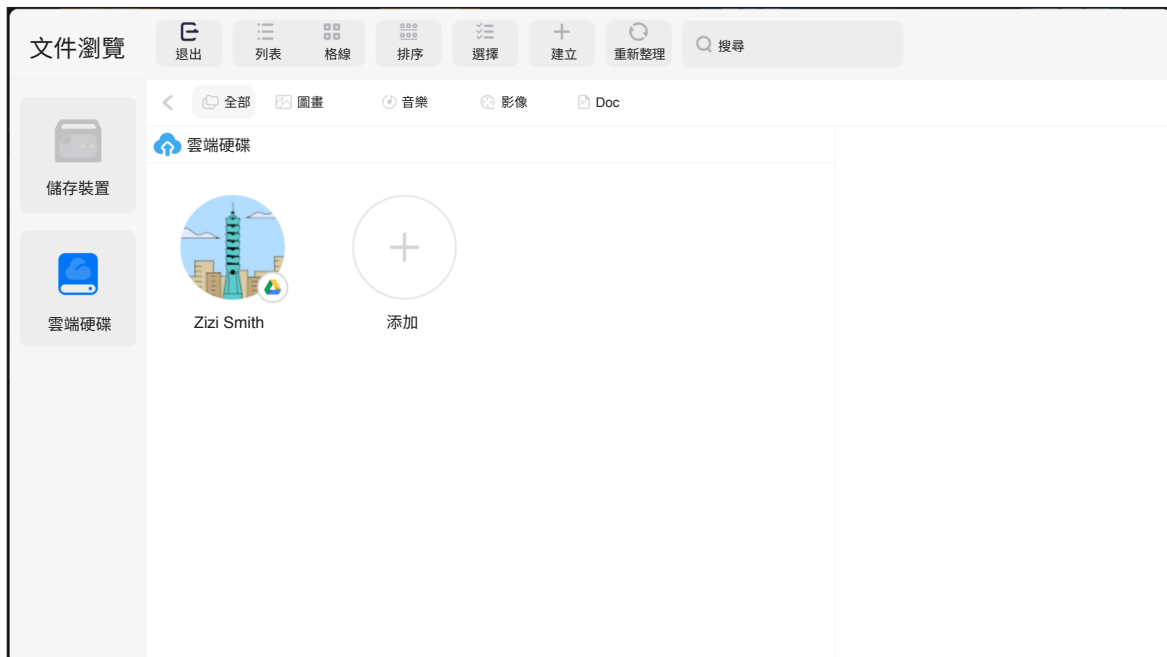 文件瀏覽
退出
列表
格線
排序
選擇
建立
重新整理
搜尋
全部
圖畫
音樂
影像
Doc
儲存裝置
雲端硬碟
雲端硬碟
Zizi Smith
添加